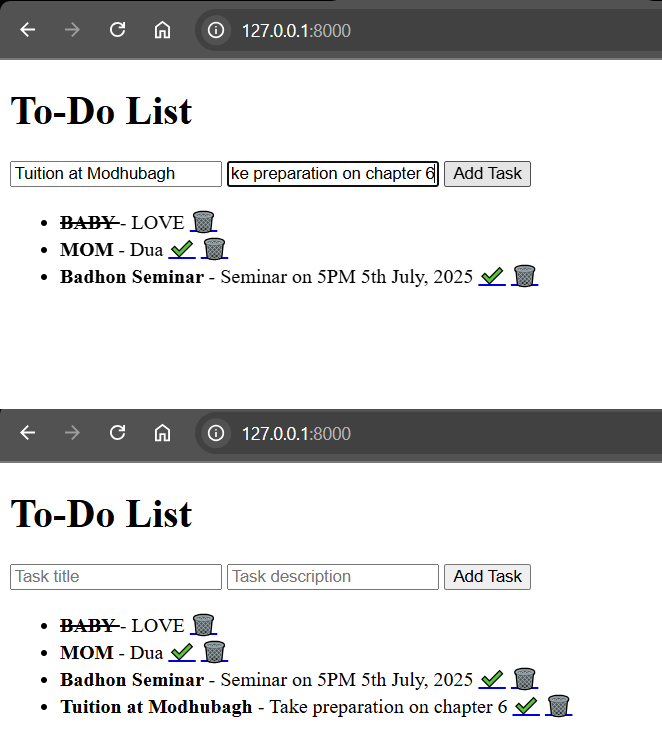 127.0.0.1:8000
To-Do List
Tuition at Modhubagh ke preparation on chapter 6 Add Task
BABY - LOVE
MOM - Dua
Badhon Seminar - Seminar on 5PM 5th July, 2025
127.0.0.1:8000
To-Do List
Task title Task description Add Task
BABY - LOVE
MOM - Dua
Badhon Seminar - Seminar on 5PM 5th July, 2025
Tuition at Modhubagh - Take preparation on chapter 6